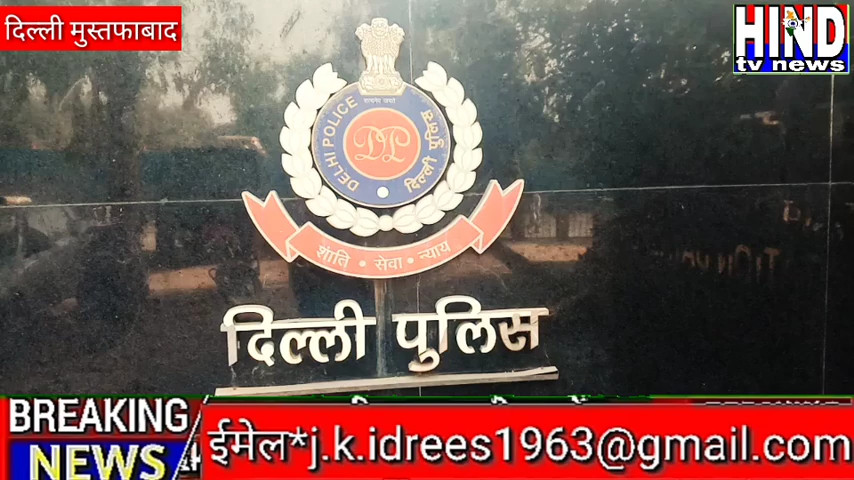 दिल्ली मुस्तफाबाद
HIND
tv news
सत्यमेव जयते
DELHI POLICE
दिल्ली पुलिस
DP
शांति • सेवा • न्याय
दिल्ली पुलिस
BREAKING
NEWS
ईमेल*j.k.idrees1963@gmail.com